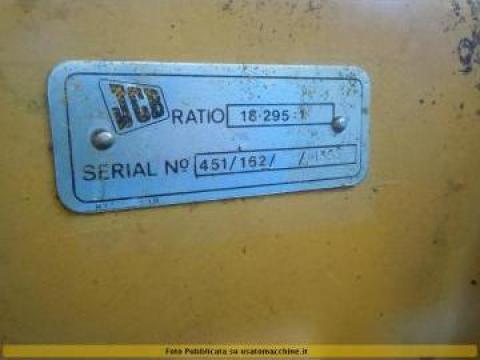 JCB
RATIO 18·295:1
SERIAL Nº 451/162/
Foto Pubblicata su usatomacchine.it